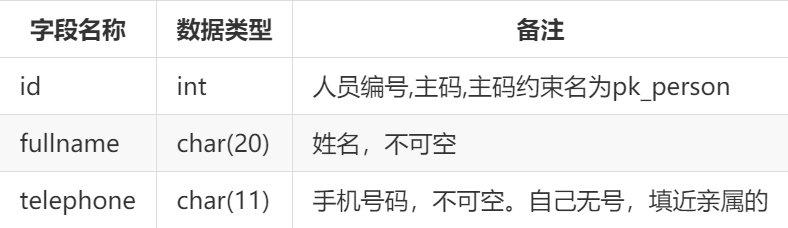 字段名称 数据类型 备注
id int 人员编号,主码,主码约束名为pk_person
fullname char(20) 姓名，不可空
telephone char(11) 手机号码，不可空。自己无号，填近亲属的